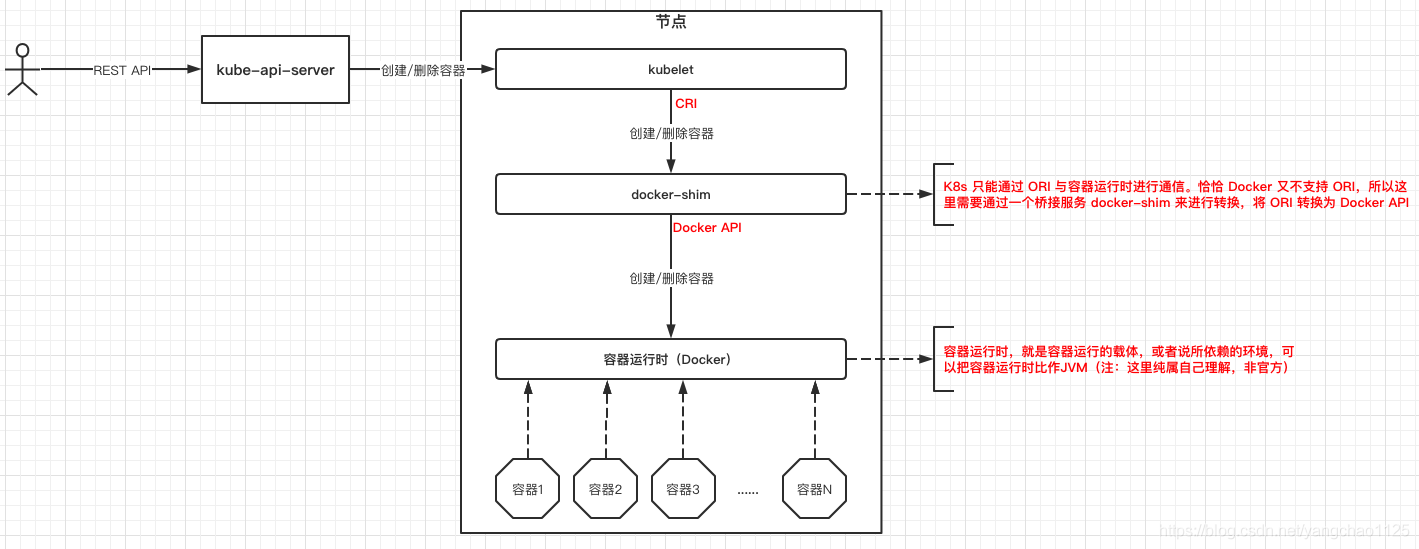 节点
REST API
kube-api-server
创建/删除容器
kubelet
CRI
创建/删除容器
docker-shim
K8s 只能通过 ORI 与容器运行时进行通信。恰恰 Docker 又不支持 ORI，所以这
里需要通过一个桥接服务 docker-shim 来进行转换，将 ORI 转换为 Docker API
Docker API
创建/删除容器
容器运行时（Docker）
容器运行时，就是容器运行的载体，或者说所依赖的环境，可
以把容器运行时比作JVM（注：这里纯属自己理解，非官方）
容器1
容器2
容器3
......
容器N
https://blog.csdn.net/yangchao1125